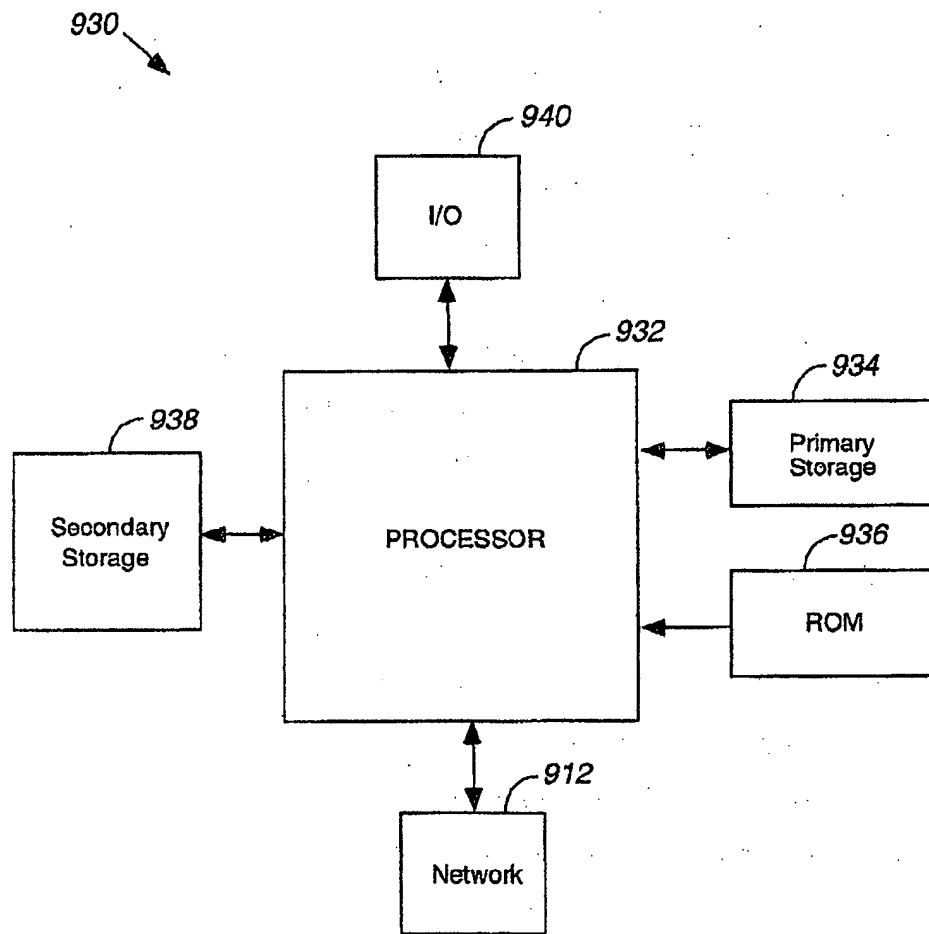 930
940
I/O
932
934
938
Primary
Storage
Secondary
Storage
PROCESSOR
936
ROM
912
Network